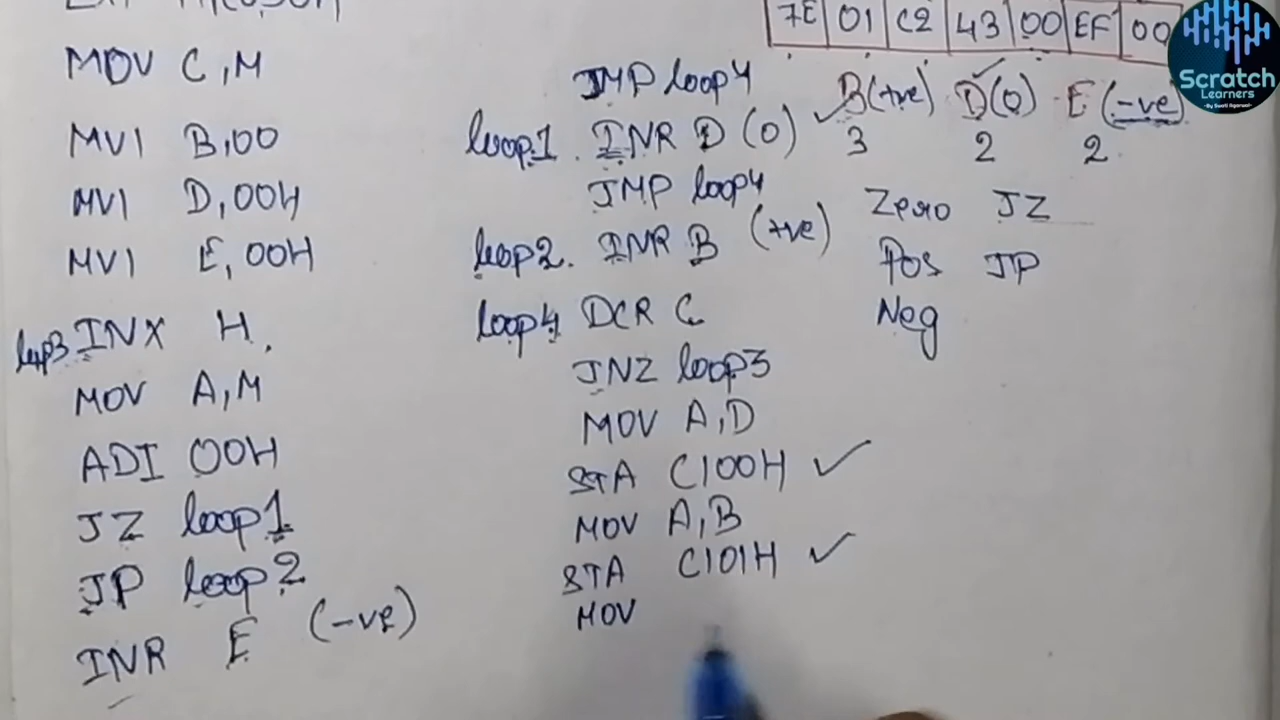 MOV C,M
MVI B,00
MVI D,00H
MVI E,00H
loop3 INX H.
MOV A,M
ADI 00H
JZ loop1
JP loop2
INR E (-ve)
JMP loop4
loop1. INR D (0)
JMP loop4
loop2. INR B (+ve)
loop4 DCR C
JNZ loop3
MOV A,D
STA C100H ✓
MOV A,B
STA C101H ✓
MOV
7E 01 C2 43 00 EF 00
B(+ve) D(0) E(-ve)
3 2 2
Zero JZ
Pos JP
Neg
Scratch
Learners
-By Swati Agarwal-